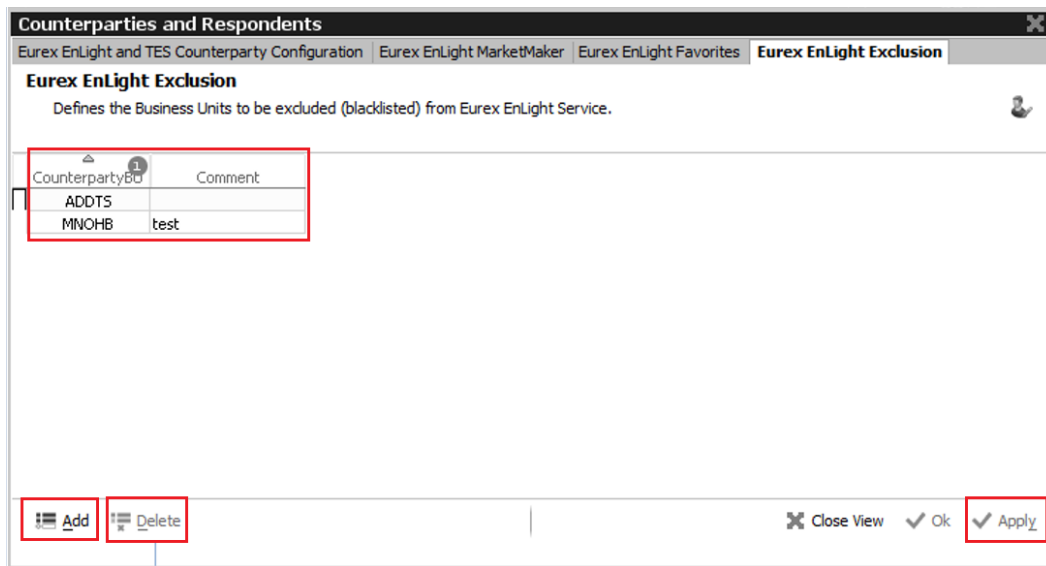 Counterparties and Respondents
Eurex EnLight and TES Counterparty Configuration Eurex EnLight MarketMaker Eurex EnLight Favorites Eurex EnLight Exclusion
Eurex EnLight Exclusion
Defines the Business Units to be excluded (blacklisted) from Eurex EnLight Service.
1
CounterpartyBU Comment
ADDTS
MNOHB test
Add Delete Close View Ok Apply